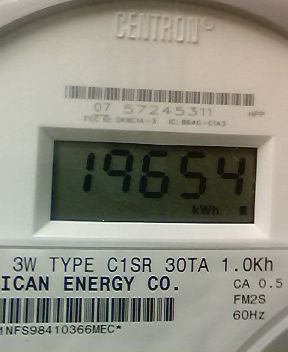 CENTRON®
07 57245311 HPP
19654
kWh
3W TYPE C1SR 30TA 1.0Kh
ICAN ENERGY CO. CA 0.5
FM2S
60Hz
1NFS98410366MEC*